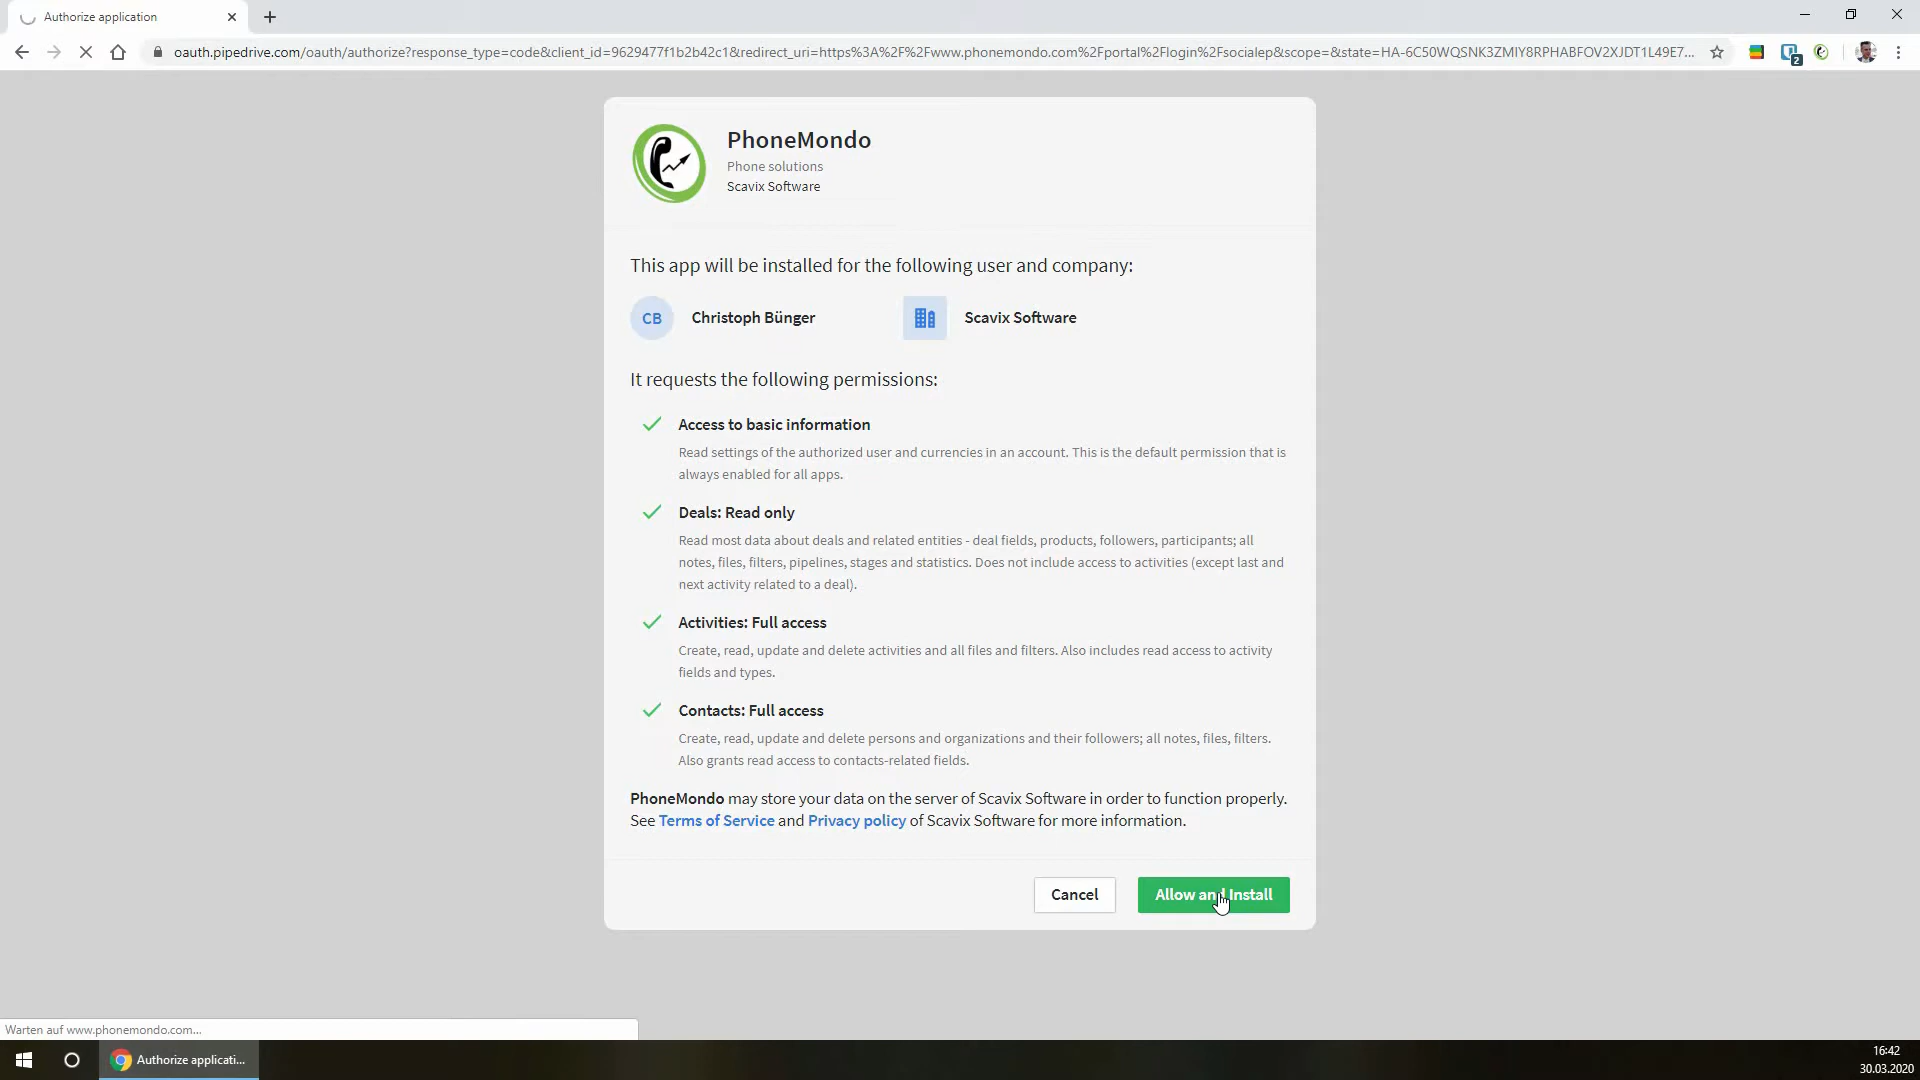 Authorize application
oauth.pipedrive.com/oauth/authorize?response_type=code&client_id=9629477f1b2b42c1&redirect_uri=https%3A%2F%2Fwww.phonemondo.com%2Fportal%2Flogin%2Fsocialep&scope=&state=HA-6C50WQSNK3ZMIY8RPHABFOV2XJDT1L49E7...
2
PhoneMondo
Phone solutions
Scavix Software
This app will be installed for the following user and company:
CB Christoph Bünger Scavix Software
It requests the following permissions:
Access to basic information
Read settings of the authorized user and currencies in an account. This is the default permission that is
always enabled for all apps.
Deals: Read only
Read most data about deals and related entities - deal fields, products, followers, participants; all
notes, files, filters, pipelines, stages and statistics. Does not include access to activities (except last and
next activity related to a deal).
Activities: Full access
Create, read, update and delete activities and all files and filters. Also includes read access to activity
fields and types.
Contacts: Full access
Create, read, update and delete persons and organizations and their followers; all notes, files, filters.
Also grants read access to contacts-related fields.
PhoneMondo may store your data on the server of Scavix Software in order to function properly.
See Terms of Service and Privacy policy of Scavix Software for more information.
Cancel Allow and Install
Warten auf www.phonemondo.com...
Authorize applicati...
16:42
30.03.2020